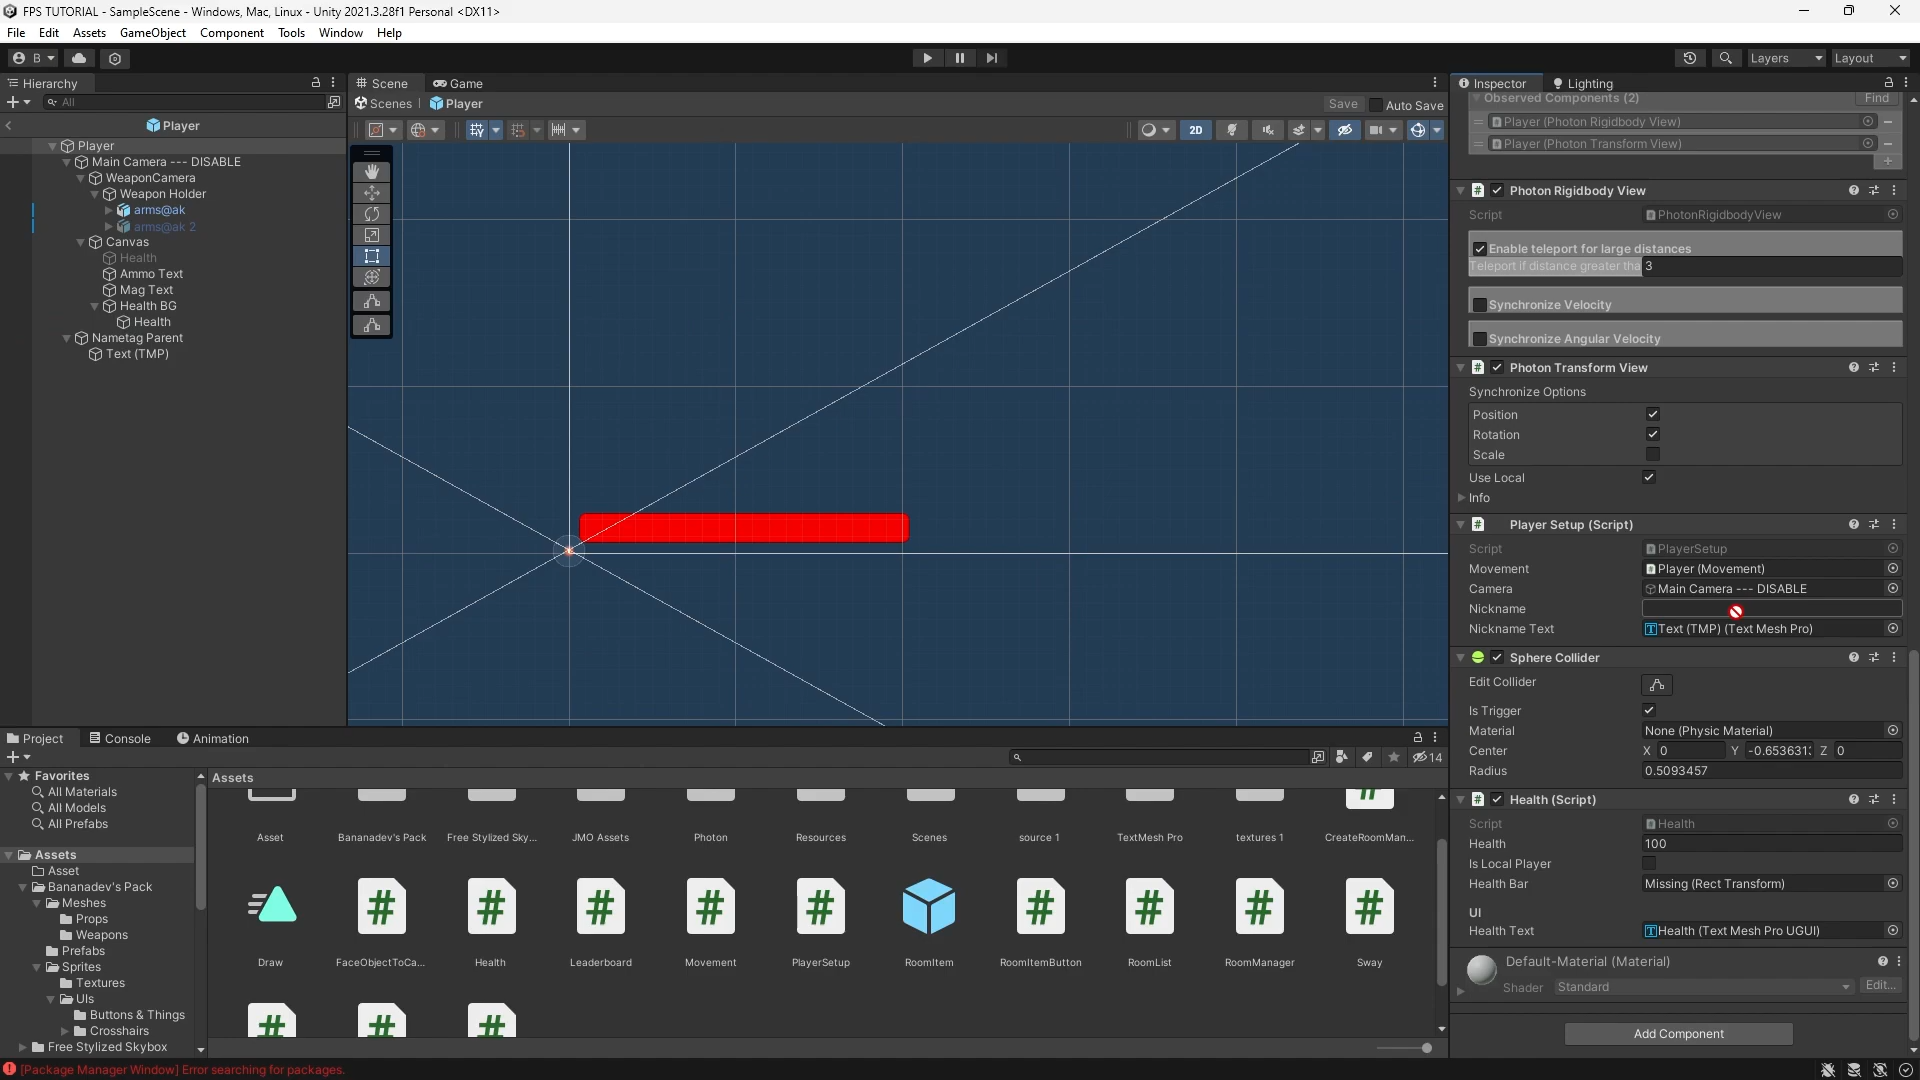 FPS TUTORIAL - SampleScene - Windows, Mac, Linux - Unity 2021.3.28f1 Personal <DX11>
File Edit Assets GameObject Component Tools Window Help
B Layers Layout
Hierarchy
All
Player
Player
Main Camera --- DISABLE
WeaponCamera
Weapon Holder
arms@ak
arms@ak 2
Canvas
Health
Ammo Text
Mag Text
Health BG
Health
Nametag Parent
Text (TMP)
Scene Game
Scenes Player Save Auto Save
2D
Inspector Lighting
Observed Components (2) Find
Player (Photon Rigidbody View)
Player (Photon Transform View)
Photon Rigidbody View
Script PhotonRigidbodyView
Enable teleport for large distances
Teleport if distance greater tha 3
Synchronize Velocity
Synchronize Angular Velocity
Photon Transform View
Synchronize Options
Position
Rotation
Scale
Use Local
Info
Player Setup (Script)
Script PlayerSetup
Movement Player (Movement)
Camera Main Camera --- DISABLE
Nickname
Nickname Text Text (TMP) (Text Mesh Pro)
Sphere Collider
Edit Collider
Is Trigger
Material None (Physic Material)
Center X 0 Y -0.653631 Z 0
Radius 0.5093457
Health (Script)
Script Health
Health 100
Is Local Player
Health Bar Missing (Rect Transform)
UI
Health Text Health (Text Mesh Pro UGUI)
Default-Material (Material)
Shader Standard Edit...
Add Component
Project Console Animation
14
Favorites
All Materials
All Models
All Prefabs
Assets
Asset
Bananadev's Pack
Meshes
Props
Weapons
Prefabs
Sprites
Textures
UIs
Buttons & Things
Crosshairs
Free Stylized Skybox
Assets
Asset Bananadev's Pack Free Stylized Sky... JMO Assets Photon Resources Scenes source 1 TextMesh Pro textures 1 CreateRoomMan...
Draw FaceObjectToCa... Health Leaderboard Movement PlayerSetup RoomItem RoomItemButton RoomList RoomManager Sway
[Package Manager Window] Error searching for packages.